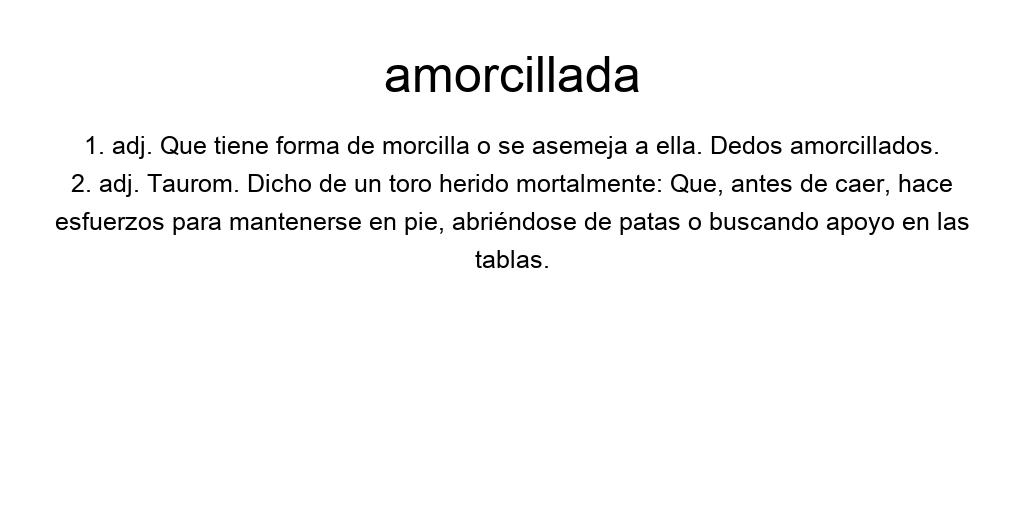 amorcillada
1. adj. Que tiene forma de morcilla o se asemeja a ella. Dedos amorcillados.
2. adj. Taurom. Dicho de un toro herido mortalmente: Que, antes de caer, hace
esfuerzos para mantenerse en pie, abriéndose de patas o buscando apoyo en las
tablas.